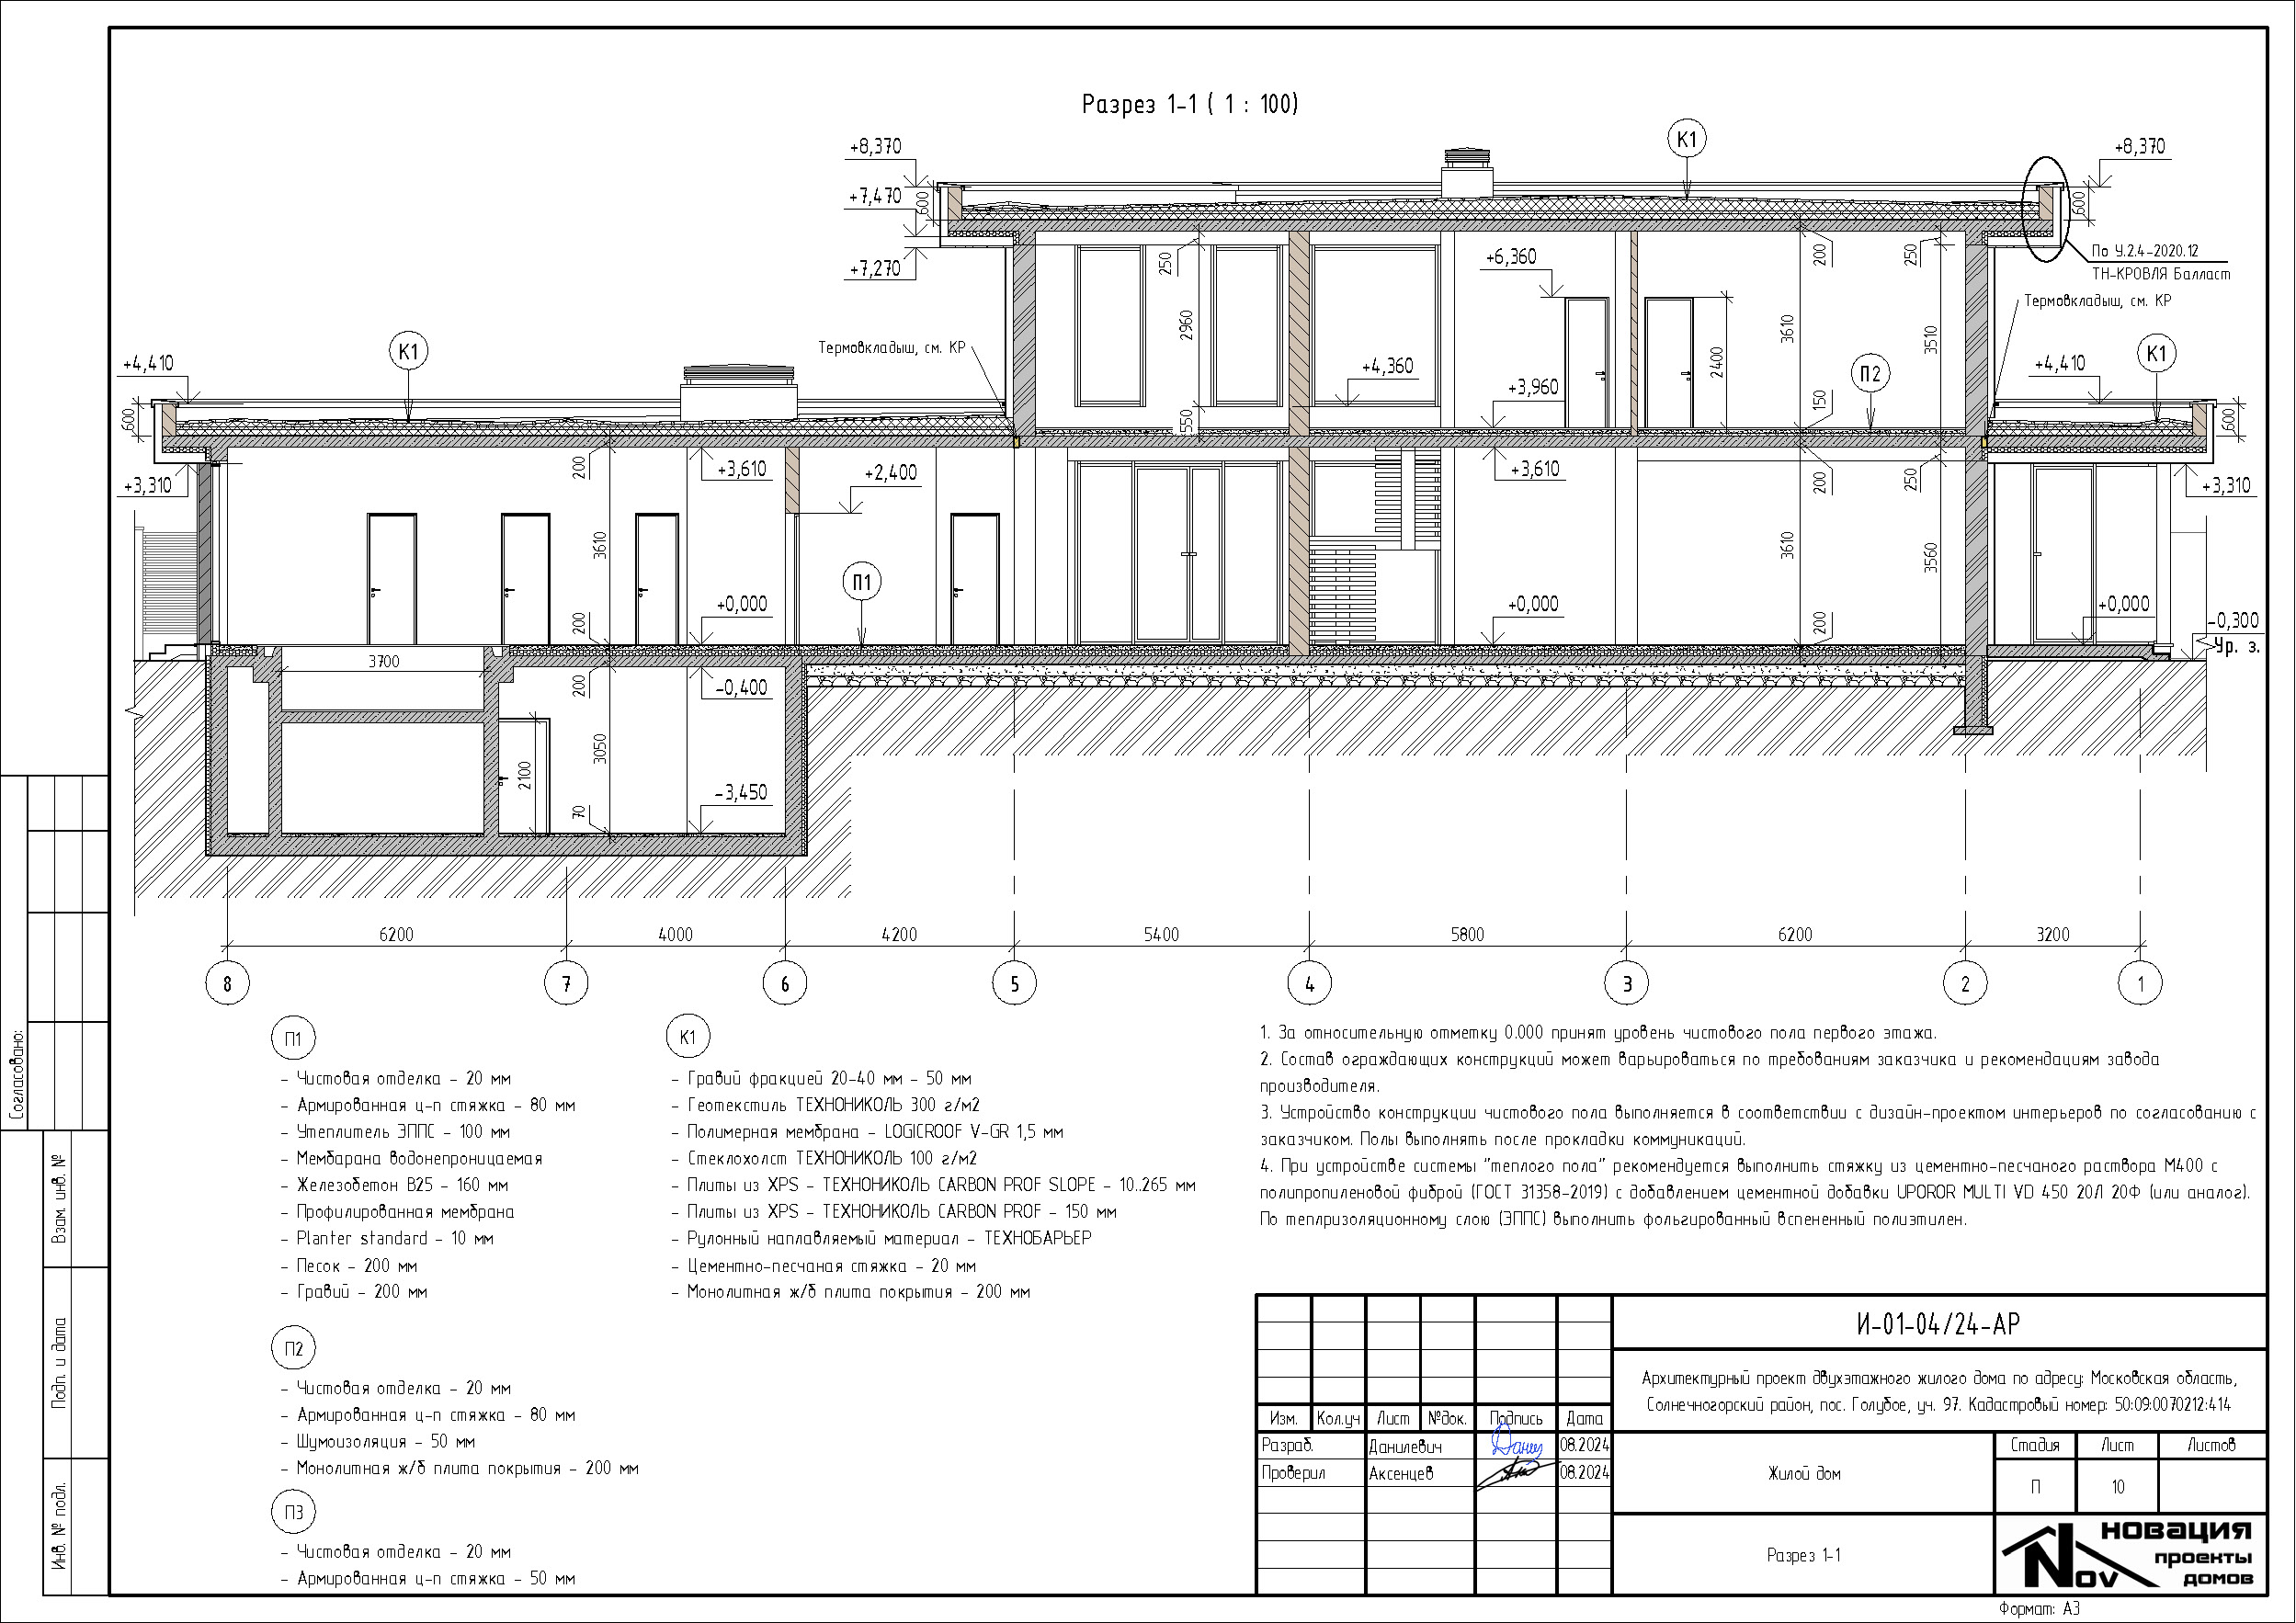 Разрез 1-1 ( 1 : 100)
К1
+8,370
+8,370
+7,470
600
600
+7,270
250
+6,360
200
250
По У.2.4-2020.12
ТН-КРОВЛЯ Балласт
Термовкладыш, см. КР
Термовкладыш, см. КР
К1
К1
+4,410
+4,410
2960
3610
3510
2400
+4,360
П2
+3,960
150
550
600
600
200
+3,610
+2,400
+3,610
200
250
+3,310
+3,310
3610
3610
3560
П1
+0,000
+0,000
+0,000
200
200
-0,300
Ур. з.
3700
200
-0,400
3050
2100
-3,450
70
6200
4000
4200
5400
5800
6200
3200
8
7
6
5
4
3
2
1
П1
- Чистовая отделка - 20 мм
- Армированная ц-п стяжка - 80 мм
- Утеплитель ЭППС - 100 мм
- Мембарана водонепроницаемая
- Железобетон В25 - 160 мм
- Профилированная мембрана
- Planter standard - 10 мм
- Песок - 200 мм
- Гравий - 200 мм
П2
- Чистовая отделка - 20 мм
- Армированная ц-п стяжка - 80 мм
- Шумоизоляция - 50 мм
- Монолитная ж/б плита покрытия - 200 мм
П3
- Чистовая отделка - 20 мм
- Армированная ц-п стяжка - 50 мм
К1
- Гравий фракцией 20-40 мм - 50 мм
- Геотекстиль ТЕХНОНИКОЛЬ 300 г/м2
- Полимерная мембрана - LOGICROOF V-GR 1,5 мм
- Стеклохолст ТЕХНОНИКОЛЬ 100 г/м2
- Плиты из XPS - ТЕХНОНИКОЛЬ CARBON PROF SLOPE - 10..265 мм
- Плиты из XPS - ТЕХНОНИКОЛЬ CARBON PROF - 150 мм
- Рулонный наплавляемый материал - ТЕХНОБАРЬЕР
- Цементно-песчаная стяжка - 20 мм
- Монолитная ж/б плита покрытия - 200 мм
1. За относительную отметку 0.000 принят уровень чистового пола первого этажа.
2. Состав ограждающих конструкций может варьироваться по требованиям заказчика и рекомендациям завода
производителя.
3. Устройство конструкции чистового пола выполняется в соответствии с дизайн-проектом интерьеров по согласованию с
заказчиком. Полы выполнять после прокладки коммуникаций.
4. При устройстве системы "теплого пола" рекомендуется выполнить стяжку из цементно-песчаного раствора М400 с
полипропиленовой фиброй (ГОСТ 31358-2019) с добавлением цементной добавки UPOROR MULTI VD 450 20Л 20Ф (или аналог).
По теплризоляционному слою (ЭППС) выполнить фольгированный вспененный полиэтилен.
И-01-04/24-АР
Архитектурный проект двухэтажного жилого дома по адресу: Московская область,
Солнечногорский район, пос. Голубое, уч. 97. Кадастровый номер: 50:09:0070212:414
Изм. Кол.уч Лист №док. Подпись Дата
Разраб. Данилевич Данил 08.2024
Проверил Аксенцев 08.2024
Жилой дом
Стадия Лист Листов
П 10
Разрез 1-1
Nov
новация
проекты
домов
Формат: А3
Согласовано:
Взам. инв. №
Подп. и дата
Инв. № подл.